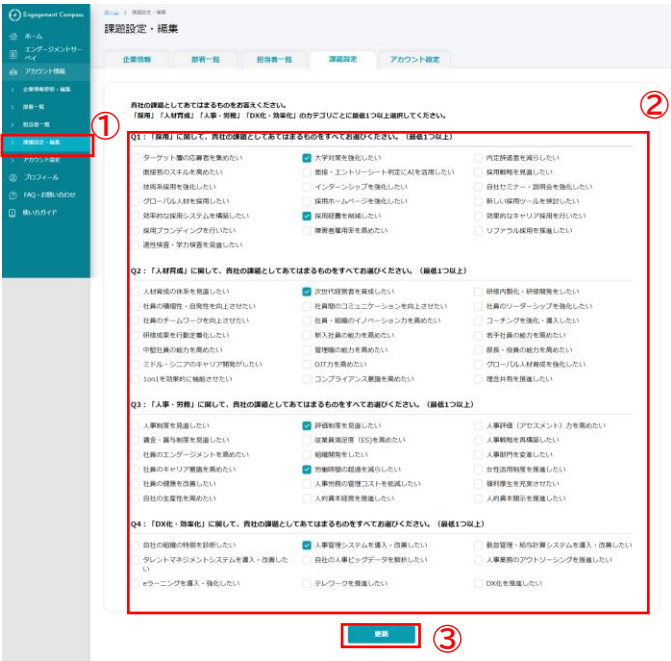 Engagement Compass
ホーム
エンゲージメントサーベイ
アカウント情報
企業情報参照・編集
部署一覧
担当者一覧
課題設定・編集
アカウント設定
プロフィール
FAQ・お問い合わせ
使い方ガイド
①
ホーム > 課題設定・編集
課題設定・編集
企業情報 部署一覧 担当者一覧 課題設定 アカウント設定
②
貴社の課題としてあてはまるものをお答えください。
「採用」「人材育成」「人事・労務」「DX化・効率化」のカテゴリごとに最低1つ以上選択してください。
Q1：「採用」に関して、貴社の課題としてあてはまるものをすべてお選びください。（最低1つ以上）
ターゲット層の応募者を集めたい 大学対策を強化したい 内定辞退者を減らしたい
面接官のスキルを高めたい 面接・エントリーシート判定にAIを活用したい 採用戦略を見直したい
技術系採用を強化したい インターンシップを強化したい 自社セミナー・説明会を強化したい
グローバル人材を採用したい 採用ホームページを強化したい 新しい採用ツールを検討したい
効率的な採用システムを構築したい 採用経費を削減したい 効果的なキャリア採用を行いたい
採用ブランディングを行いたい 障害者雇用率を高めたい リファラル採用を推進したい
適性検査・学力検査を見直したい
Q2：「人材育成」に関して、貴社の課題としてあてはまるものをすべてお選びください。（最低1つ以上）
人材育成の体系を見直したい 次世代経営者を育成したい 研修内製化・研修開発をしたい
社員の積極性・自発性を向上させたい 社員間のコミュニケーションを向上させたい 社員のリーダーシップを強化したい
社員のチームワークを向上させたい 社員・組織のイノベーション力を高めたい コーチングを強化・導入したい
研修成果を行動定着化したい 新入社員の能力を高めたい 若手社員の能力を高めたい
中堅社員の能力を高めたい 管理職の能力を高めたい 部長・役員の能力を高めたい
ミドル・シニアのキャリア開発がしたい OJT力を高めたい グローバル人材育成を強化したい
1on1を効果的に機能させたい コンプライアンス意識を高めたい 理念共有を推進したい
Q3：「人事・労務」に関して、貴社の課題としてあてはまるものをすべてお選びください。（最低1つ以上）
人事制度を見直したい 評価制度を見直したい 人事評価（アセスメント）力を高めたい
賃金・賞与制度を見直したい 従業員満足度（ES)を高めたい 人事戦略を再構築したい
社員のエンゲージメントを高めたい 組織開発をしたい 人事部門を変革したい
社員のキャリア意識を高めたい 労働時間の超過を減らしたい 女性活用制度を推進したい
社員の健康を改善したい 人事労務の管理コストを低減したい 福利厚生を充実させたい
自社の生産性を高めたい 人的資本経営を推進したい 人的資本開示を推進したい
Q4：「DX化・効率化」に関して、貴社の課題としてあてはまるものをすべてお選びください。（最低1つ以上）
自社の組織の特徴を診断したい 人事管理システムを導入・改善したい 勤怠管理・給与計算システムを導入・改善したい
タレントマネジメントシステムを導入・改善したい 自社の人事ビッグデータを解析したい 人事業務のアウトソーシングを推進したい
eラーニングを導入・強化したい テレワークを推進したい DX化を推進したい
更新
③